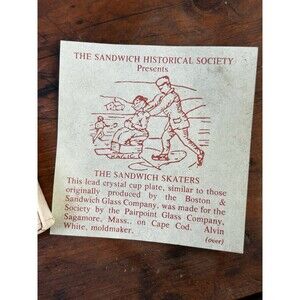 THE SANDWICH HISTORICAL SOCIETY
Presents
THE SANDWICH SKATERS
This lead crystal cup plate, similar to those
originally produced by the Boston &
Sandwich Glass Company, was made for the
Society by the Pairpoint Glass Company,
Sagamore, Mass., on Cape Cod. Alvin
White, moldmaker.
(over)